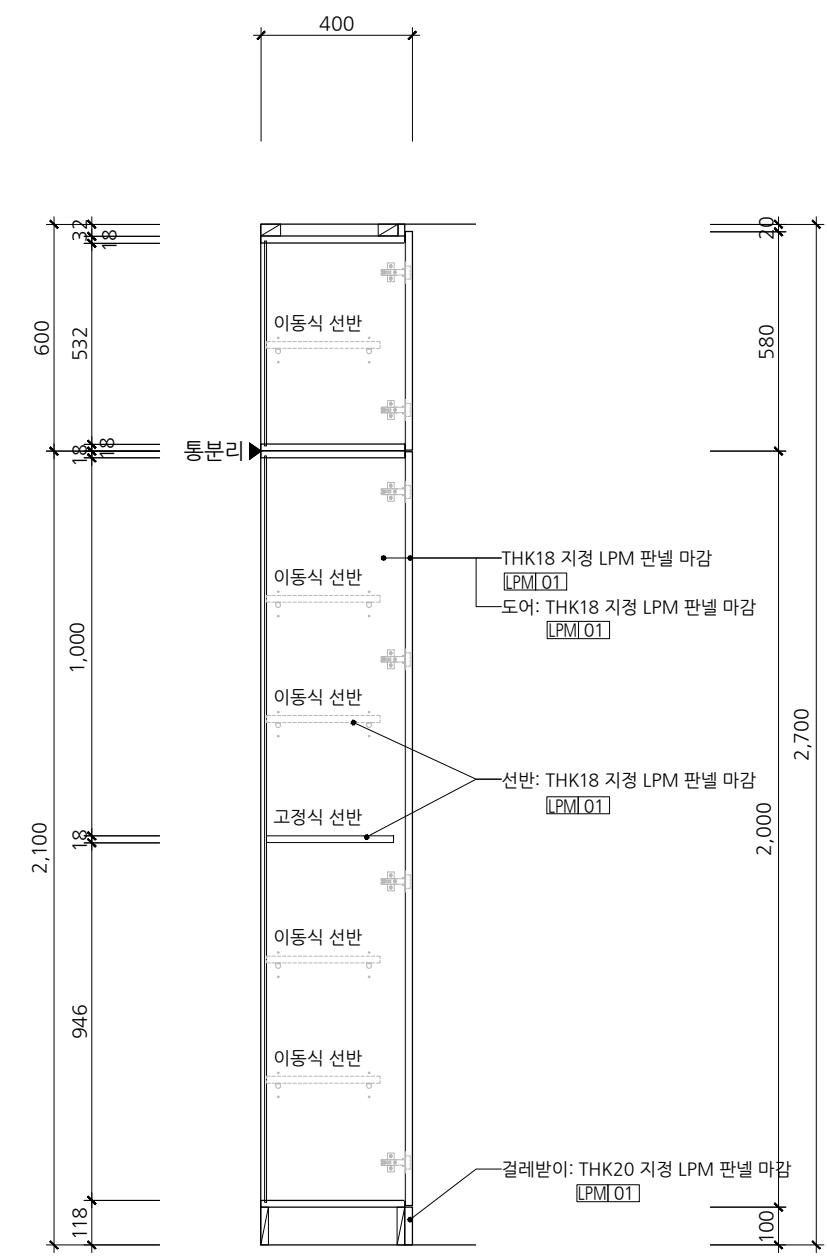 400
32
18
20
600
532
580
이동식 선반
통분리
18
18
THK18 지정 LPM 판넬 마감
LPM 01
도어: THK18 지정 LPM 판넬 마감
LPM 01
이동식 선반
1,000
이동식 선반
2,700
선반: THK18 지정 LPM 판넬 마감
LPM 01
고정식 선반
18
2,100
2,000
이동식 선반
946
이동식 선반
걸레받이: THK20 지정 LPM 판넬 마감
LPM 01
118
100